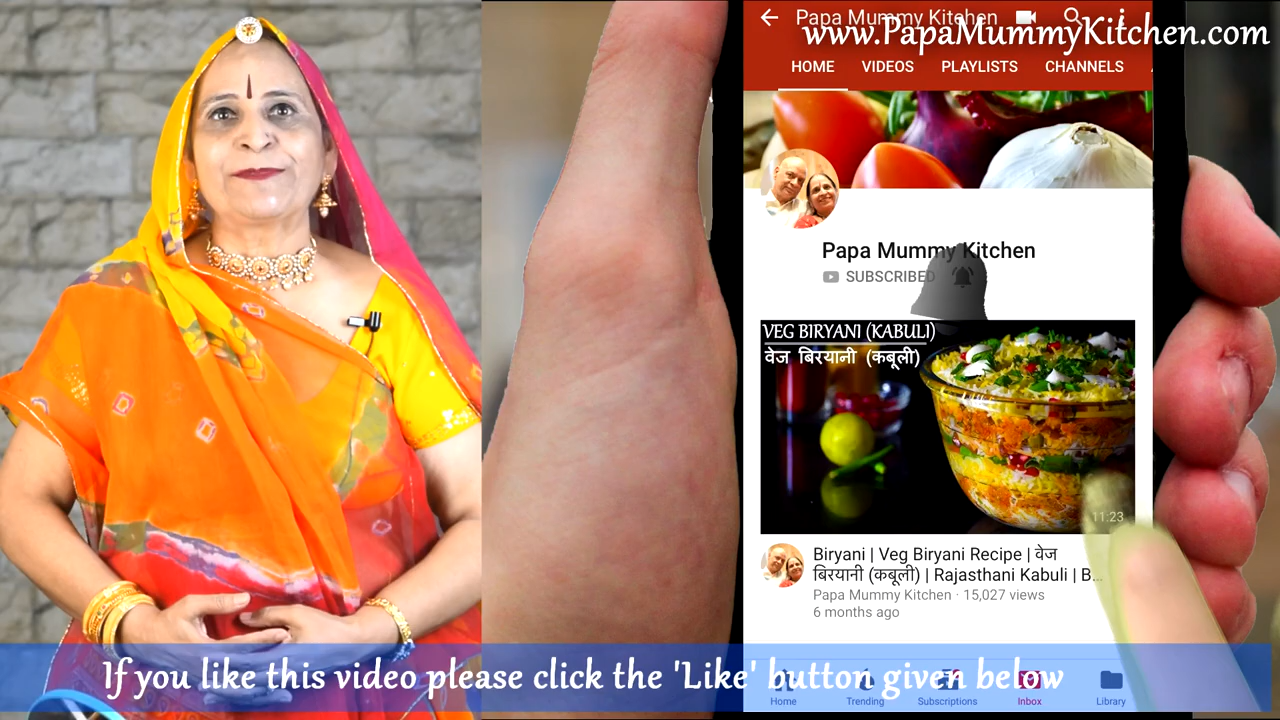 Papa Mummy Kitchen
www.PapaMummyKitchen.com
HOME VIDEOS PLAYLISTS CHANNELS
Papa Mummy Kitchen
SUBSCRIBED
VEG BIRYANI (KABULI)
वेज बिरयानी (कबूली)
11:23
Biryani | Veg Biryani Recipe | वेज
बिरयानी (कबूली) | Rajasthani Kabuli | B...
Papa Mummy Kitchen · 15,027 views
6 months ago
If you like this video please click the 'Like' button given below
Home Trending Subscriptions Inbox Library